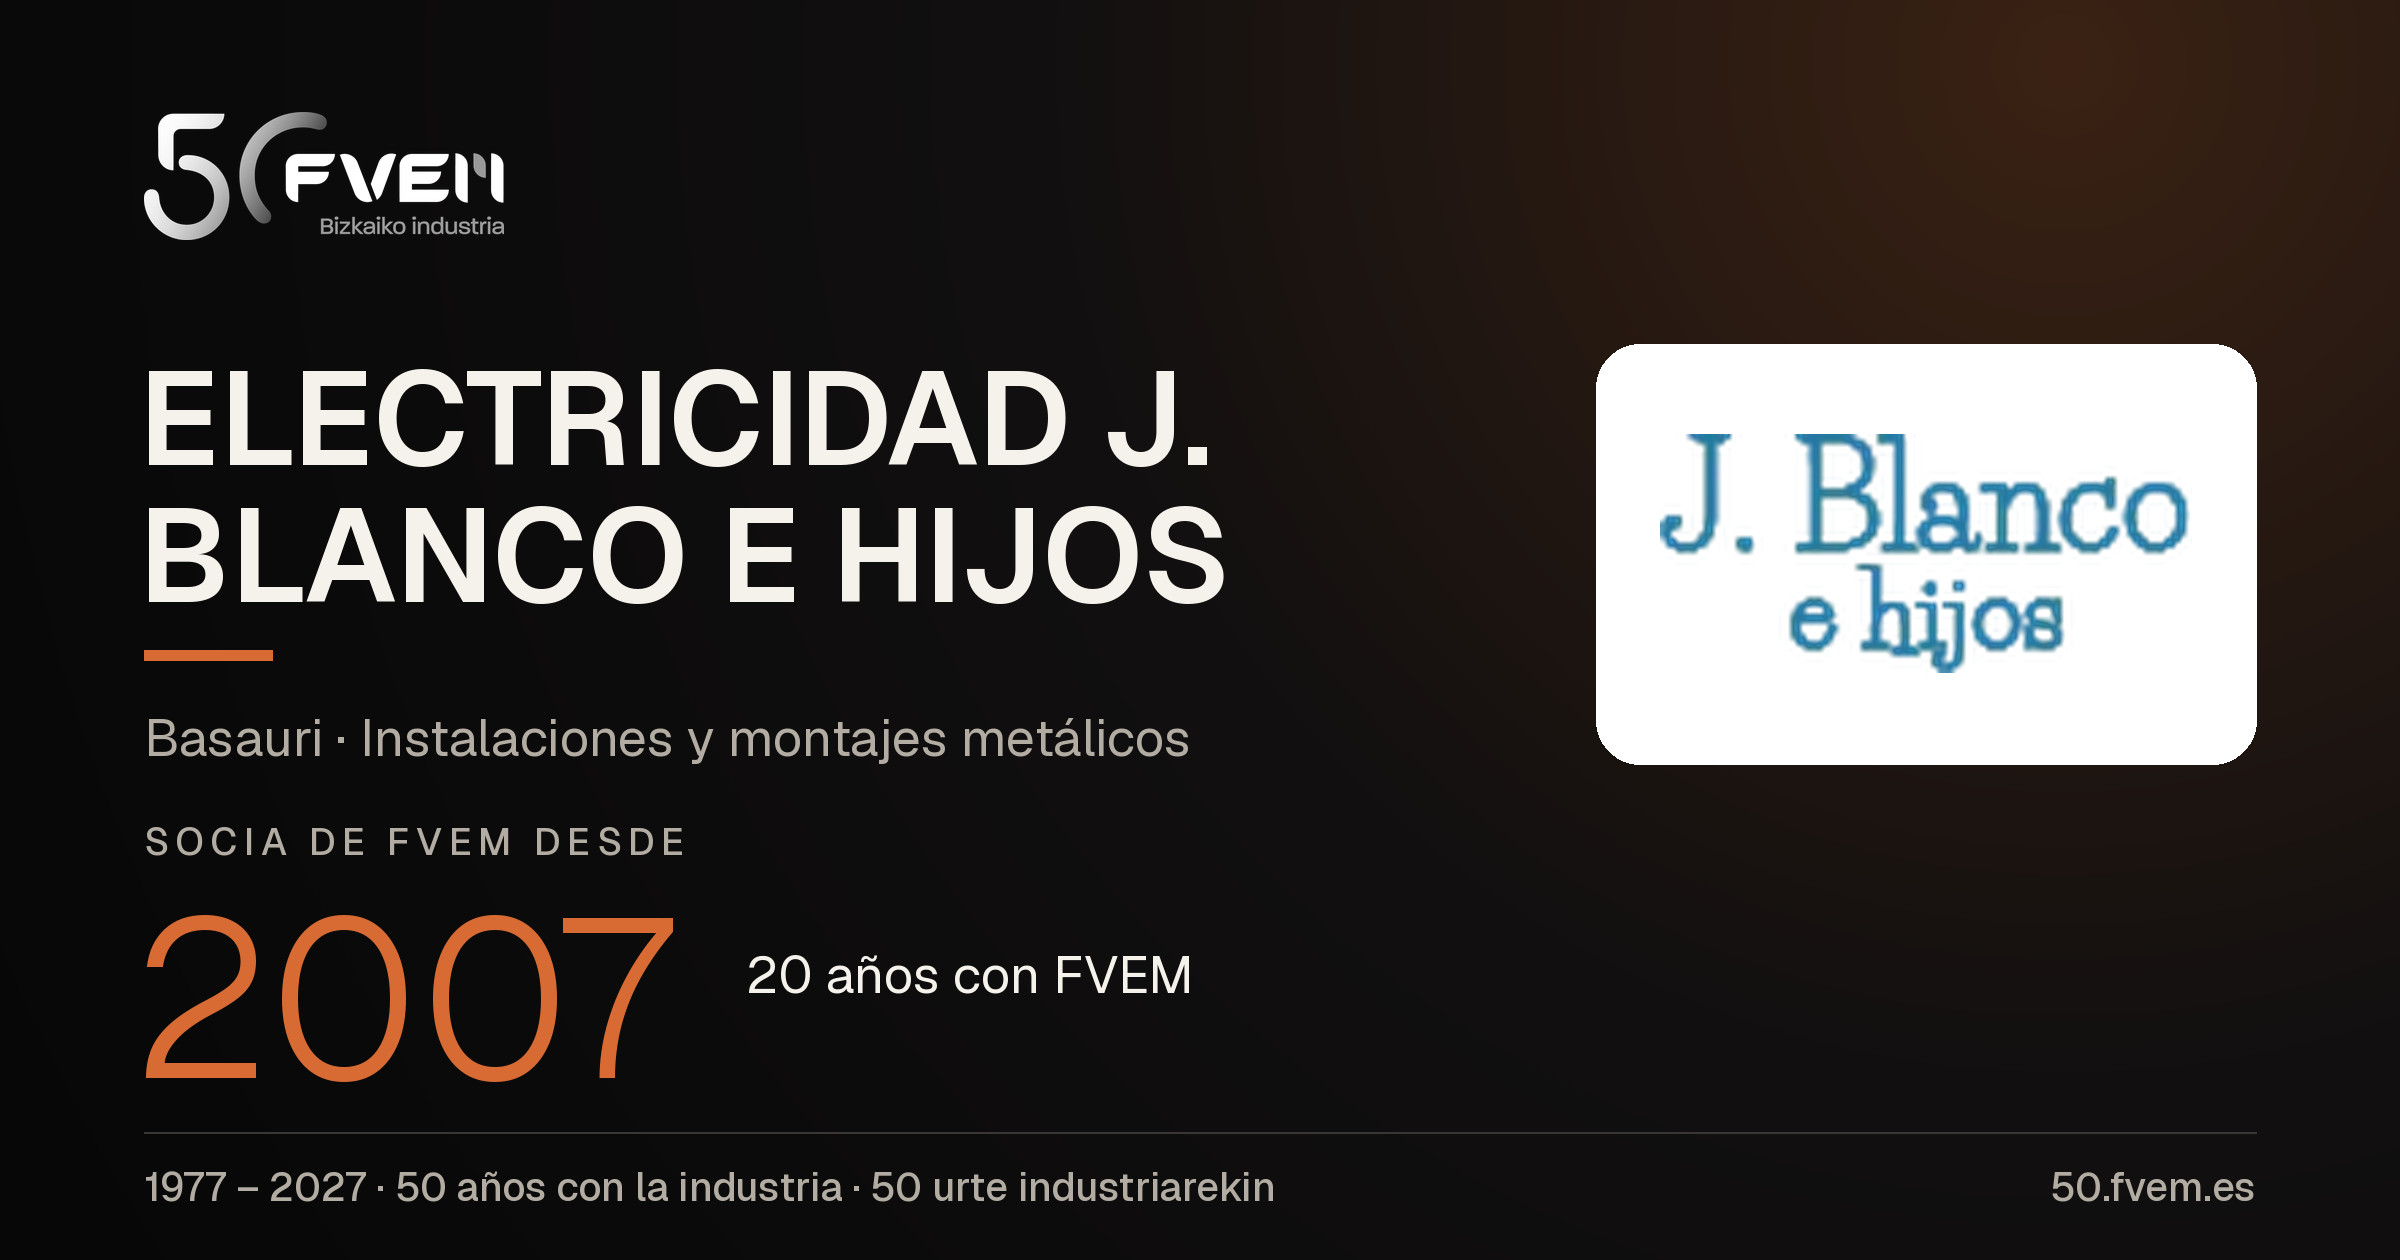 50 FVEM
Bizkaiko industria
ELECTRICIDAD J.
BLANCO E HIJOS
J. Blanco
e hijos
Basauri · Instalaciones y montajes metálicos
SOCIA DE FVEM DESDE
2007
20 años con FVEM
1977 – 2027 · 50 años con la industria · 50 urte industriarekin
50.fvem.es